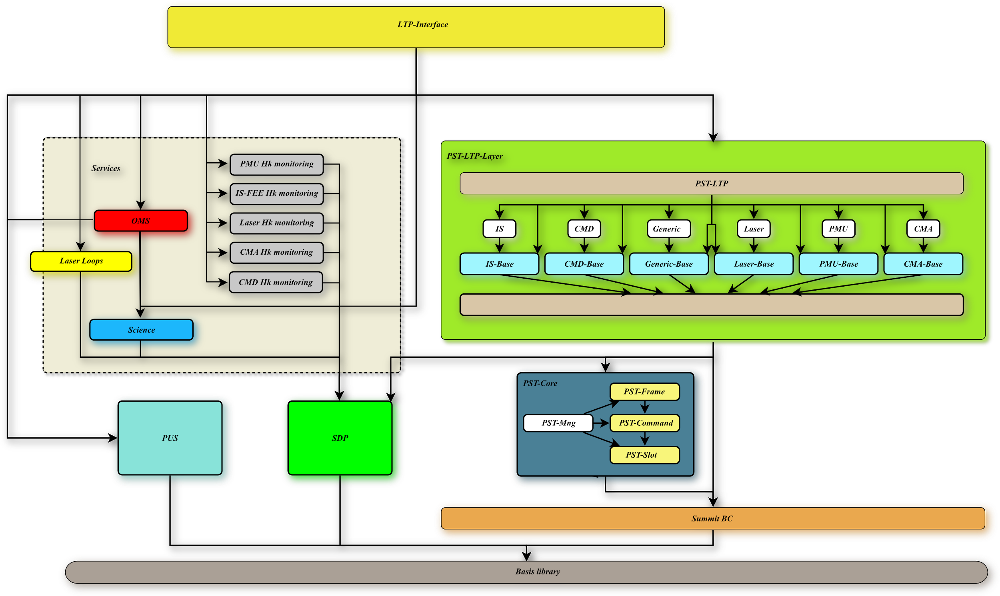 LTP-Interface
Services
PMU Hk monitoring
IS-FEE Hk monitoring
Laser Hk monitoring
CMA Hk monitoring
CMD Hk monitoring
OMS
Laser Loops
Science
PST-LTP-Layer
PST-LTP
IS
CMD
Generic
Laser
PMU
CMA
IS-Base
CMD-Base
Generic-Base
Laser-Base
PMU-Base
CMA-Base
PST-Core
PST-Frame
PST-Mng
PST-Command
PST-Slot
PUS
SDP
Summit BC
Basis library